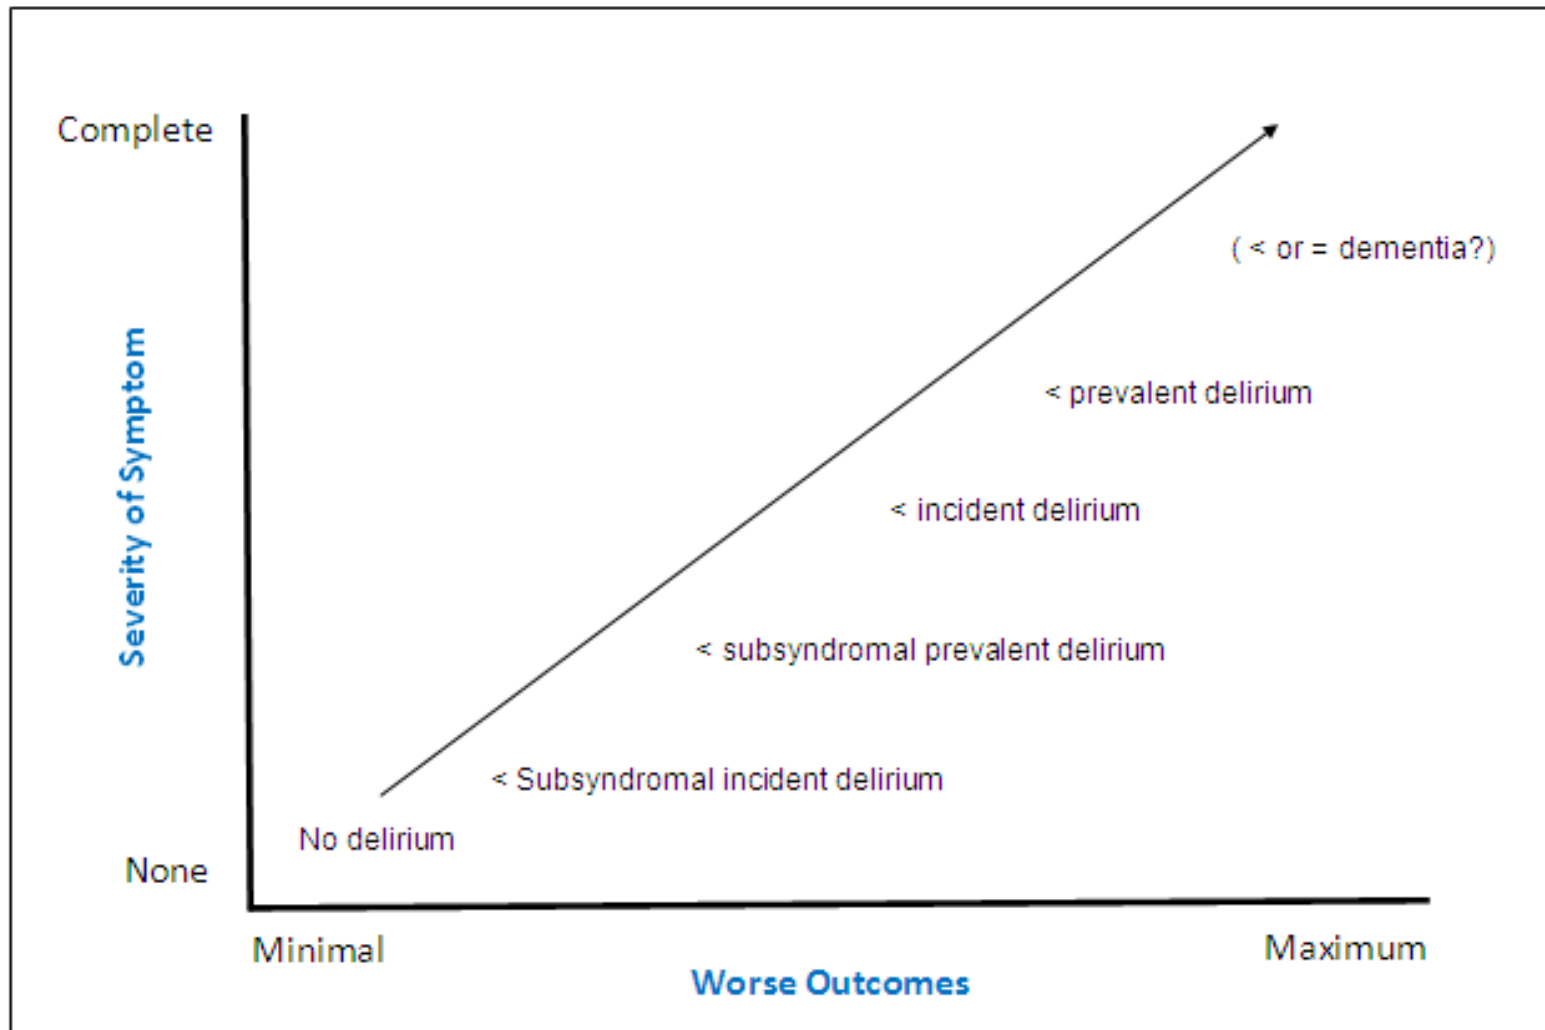 Complete
( < or = dementia?)
< prevalent delirium
Severity of Symptom
< incident delirium
< subsyndromal prevalent delirium
< Subsyndromal incident delirium
No delirium
None
Minimal
Maximum
Worse Outcomes